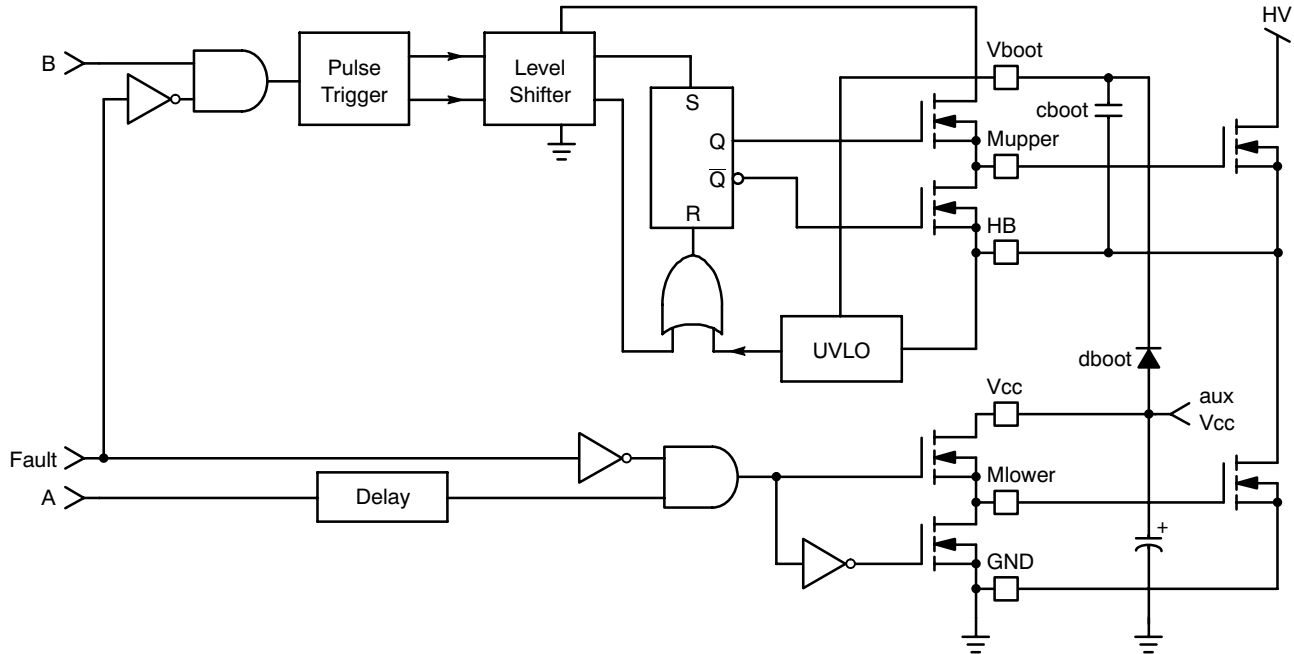 HV
B
Pulse
Trigger
Level
Shifter
Vboot
cboot
S
Q
Q̅
R
Mupper
HB
UVLO
dboot
Vcc
aux
Vcc
Fault
A
Delay
Mlower
GND
+